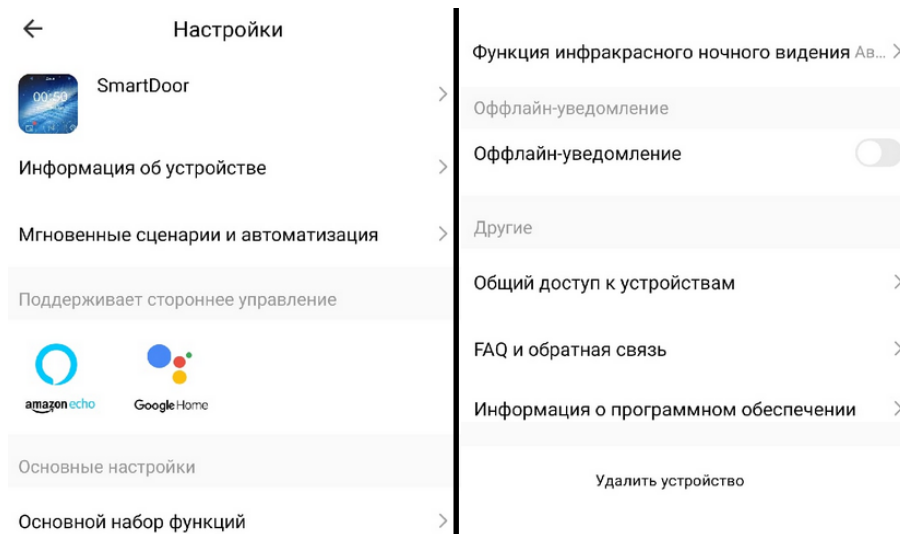 Настройки
SmartDoor
00:50
Информация об устройстве
Мгновенные сценарии и автоматизация
Поддерживает стороннее управление
amazon echo
Google Home
Основные настройки
Основной набор функций
Функция инфракрасного ночного видения Ав...
Оффлайн-уведомление
Оффлайн-уведомление
Другие
Общий доступ к устройствам
FAQ и обратная связь
Информация о программном обеспечении
Удалить устройство